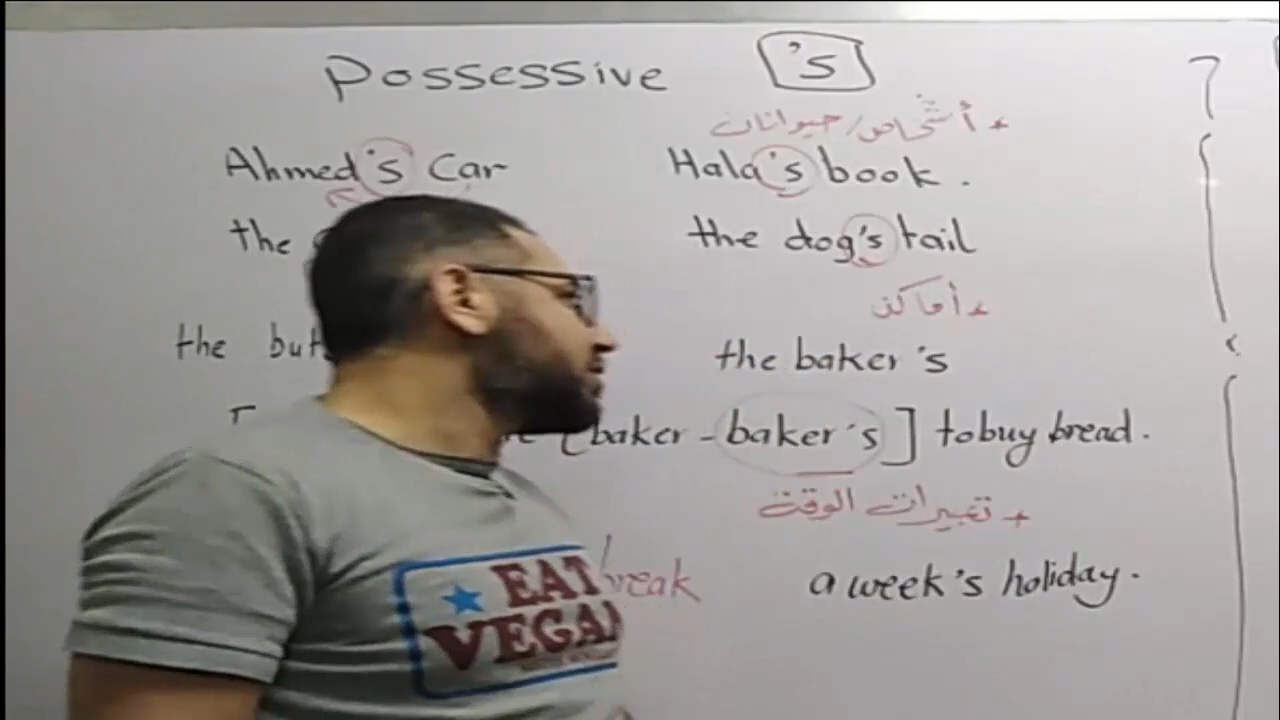 Possessive 's
* أشخاص/حيوانات
Ahmed's Car Hala's book.
the the dog's tail
* أماكن
the but the baker's
[baker - baker's] to buy bread.
* تعبيرات الوقت
break a week's holiday.
EAT
VEGAN